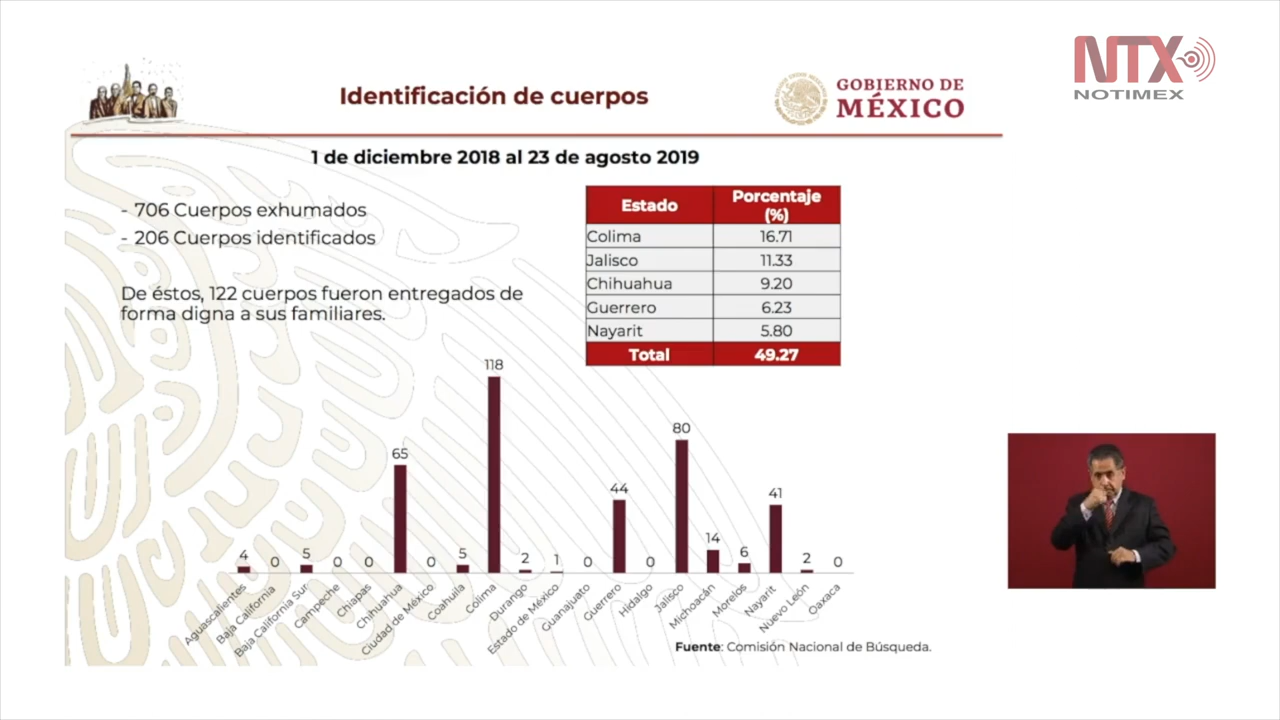 NTX
NOTIMEX
Identificación de cuerpos
GOBIERNO DE
MÉXICO
1 de diciembre 2018 al 23 de agosto 2019
- 706 Cuerpos exhumados
- 206 Cuerpos identificados
De éstos, 122 cuerpos fueron entregados de
forma digna a sus familiares.
Estado Porcentaje (%)
Colima 16.71
Jalisco 11.33
Chihuahua 9.20
Guerrero 6.23
Nayarit 5.80
Total 49.27
4 0 5 0 0 65 0 5 118 2 1 0 44 0 80 14 6 41 2 0
Aguascalientes
Baja California
Baja California Sur
Campeche
Chiapas
Chihuahua
Ciudad de México
Coahuila
Colima
Durango
Estado de México
Guanajuato
Guerrero
Hidalgo
Jalisco
Michoacán
Morelos
Nayarit
Nuevo León
Oaxaca
Fuente: Comisión Nacional de Búsqueda.